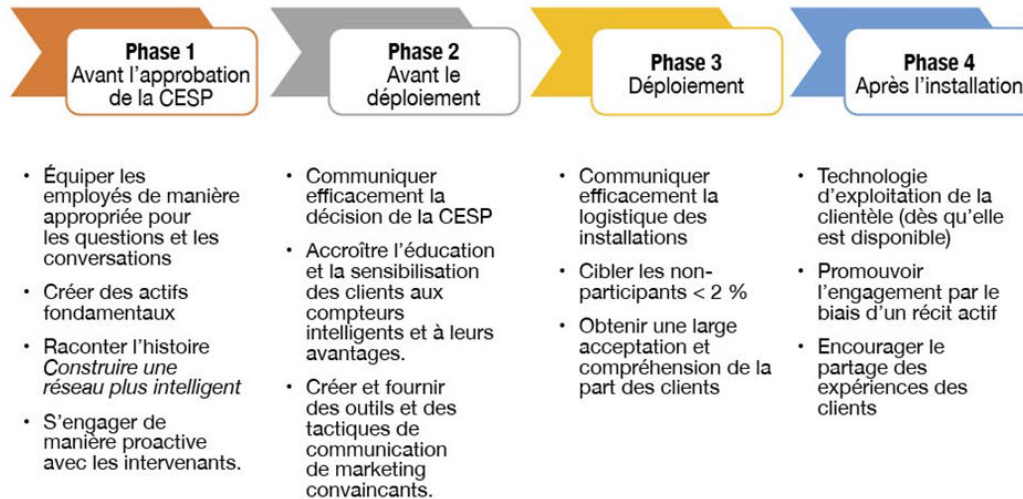 Phase 1
Avant l'approbation
de la CESP
Phase 2
Avant le
déploiement
Phase 3
Déploiement
Phase 4
Après l'installation
• Équiper les
employés de manière
appropriée pour
les questions et les
conversations
• Créer des actifs
fondamentaux
• Raconter l'histoire
Construire une
réseau plus intelligent
• S'engager de
manière proactive
avec les intervenants.
• Communiquer
efficacement la
décision de la CESP
• Accroître l'éducation
et la sensibilisation
des clients aux
compteurs
intelligents et à leurs
avantages.
• Créer et fournir
des outils et des
tactiques de
communication
de marketing
convaincants.
• Communiquer
efficacement la
logistique des
installations
• Cibler les non-
participants < 2 %
• Obtenir une large
acceptation et
compréhension de la
part des clients
• Technologie
d'exploitation de la
clientèle (dès qu'elle
est disponible)
• Promouvoir
l'engagement par le
biais d'un récit actif
• Encourager le
partage des
expériences des
clients